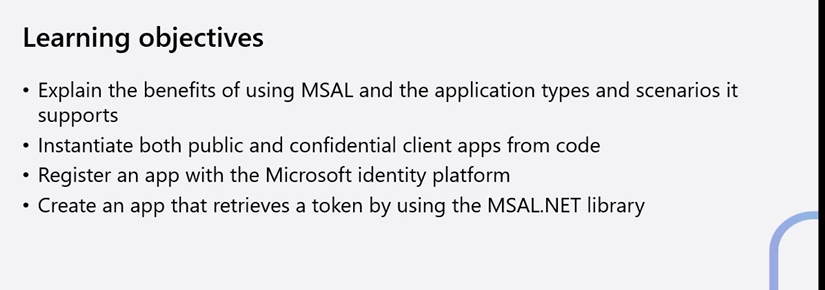 Learning objectives
• Explain the benefits of using MSAL and the application types and scenarios it
supports
• Instantiate both public and confidential client apps from code
• Register an app with the Microsoft identity platform
• Create an app that retrieves a token by using the MSAL.NET library